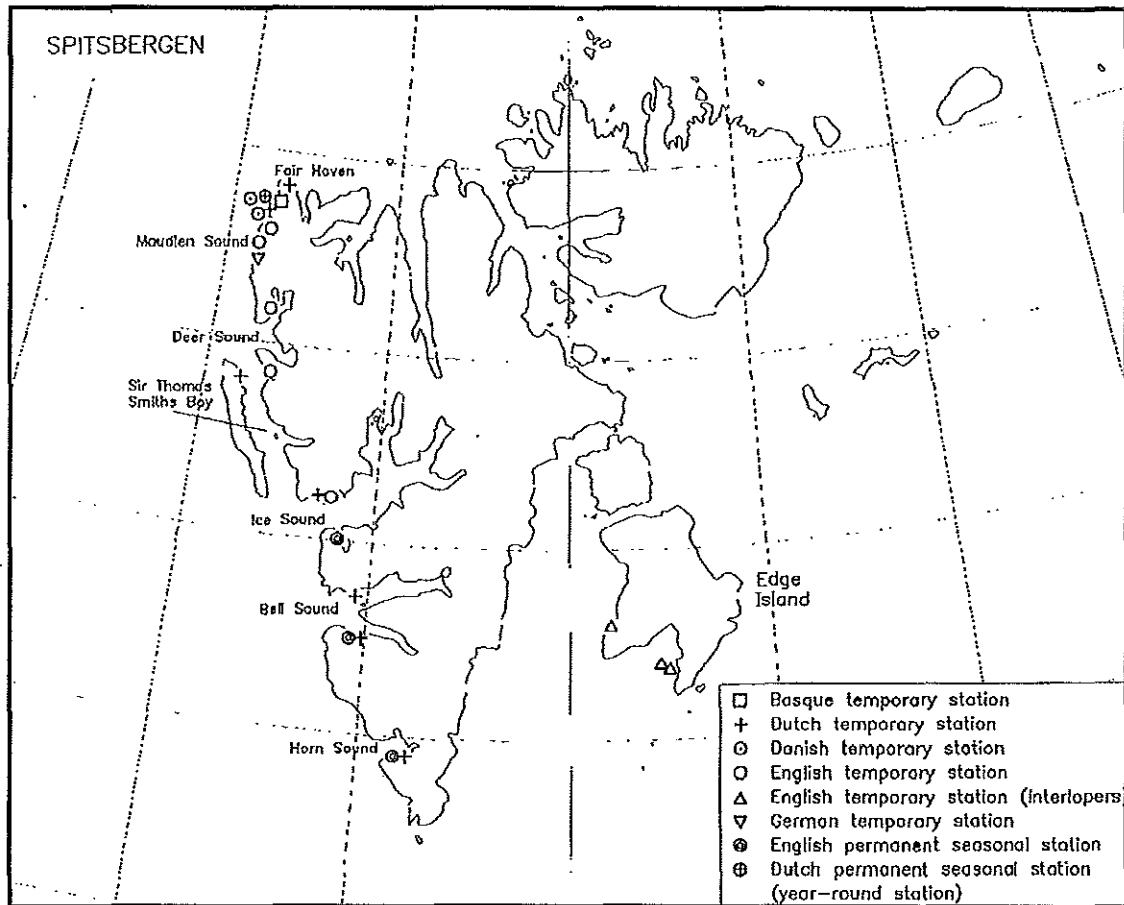 SPITSBERGEN
Fair Haven
Maudlen Sound
Deer Sound
Sir Thomas
Smiths Bay
Ice Sound
Bell Sound
Horn Sound
Edge
Island
Basque temporary station
Dutch temporary station
Danish temporary station
English temporary station
English temporary station (interlopers)
German temporary station
English permanent seasonal station
Dutch permanent seasonal station
(year-round station)